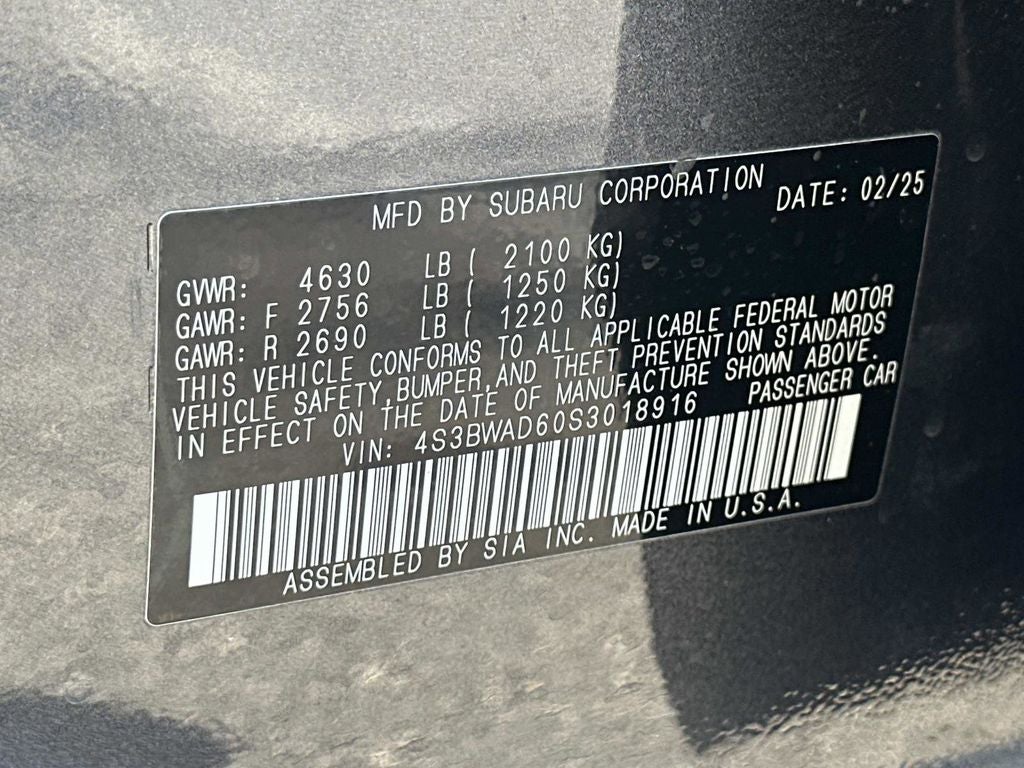 MFD BY SUBARU CORPORATION DATE: 02/25
GVWR: 4630 LB ( 2100 KG)
GAWR: F 2756 LB ( 1250 KG)
GAWR: R 2690 LB ( 1220 KG)
THIS VEHICLE CONFORMS TO ALL APPLICABLE FEDERAL MOTOR
VEHICLE SAFETY,BUMPER,AND THEFT PREVENTION STANDARDS
IN EFFECT ON THE DATE OF MANUFACTURE SHOWN ABOVE.
VIN: 4S3BWAD60S3018916 PASSENGER CAR
ASSEMBLED BY SIA INC. MADE IN U.S.A.